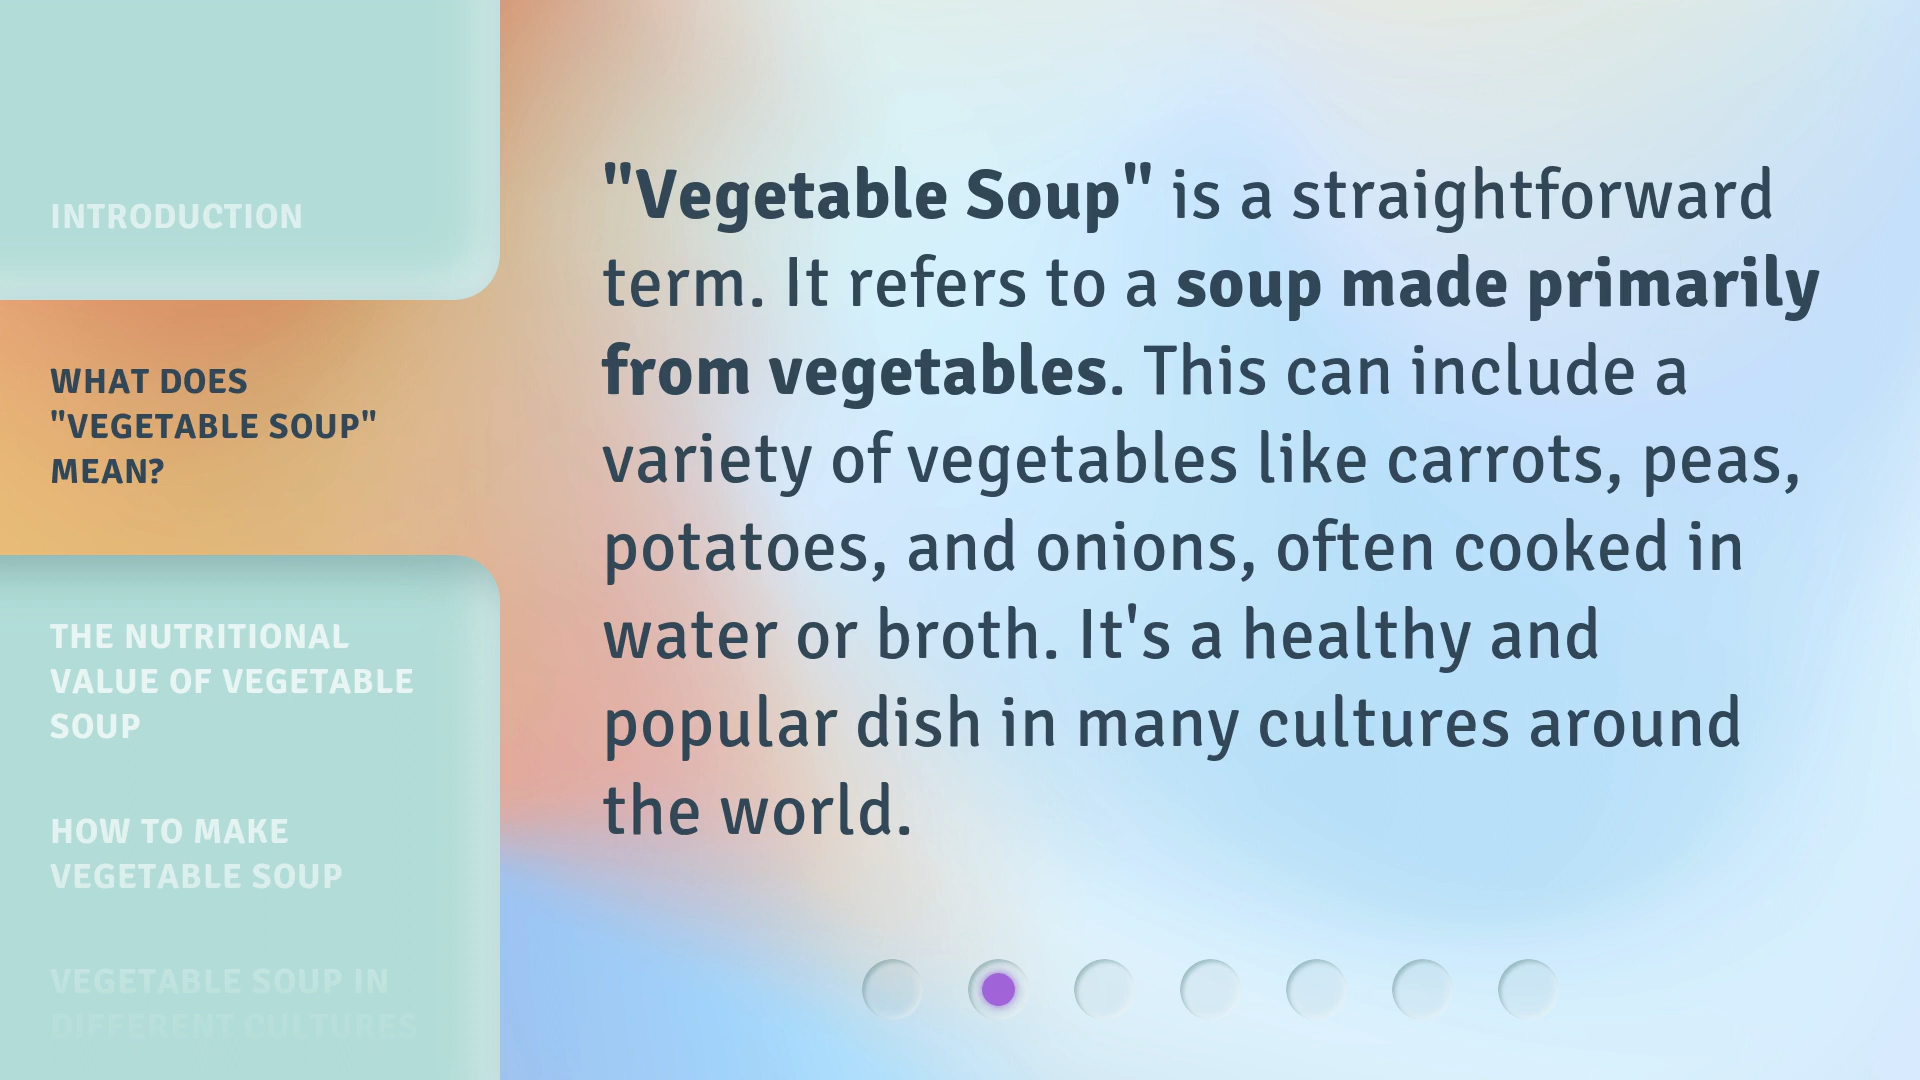 INTRODUCTION
WHAT DOES
"VEGETABLE SOUP"
MEAN?
THE NUTRITIONAL
VALUE OF VEGETABLE
SOUP
HOW TO MAKE
VEGETABLE SOUP
VEGETABLE SOUP IN
DIFFERENT CULTURES
"Vegetable Soup" is a straightforward
term. It refers to a soup made primarily
from vegetables. This can include a
variety of vegetables like carrots, peas,
potatoes, and onions, often cooked in
water or broth. It's a healthy and
popular dish in many cultures around
the world.